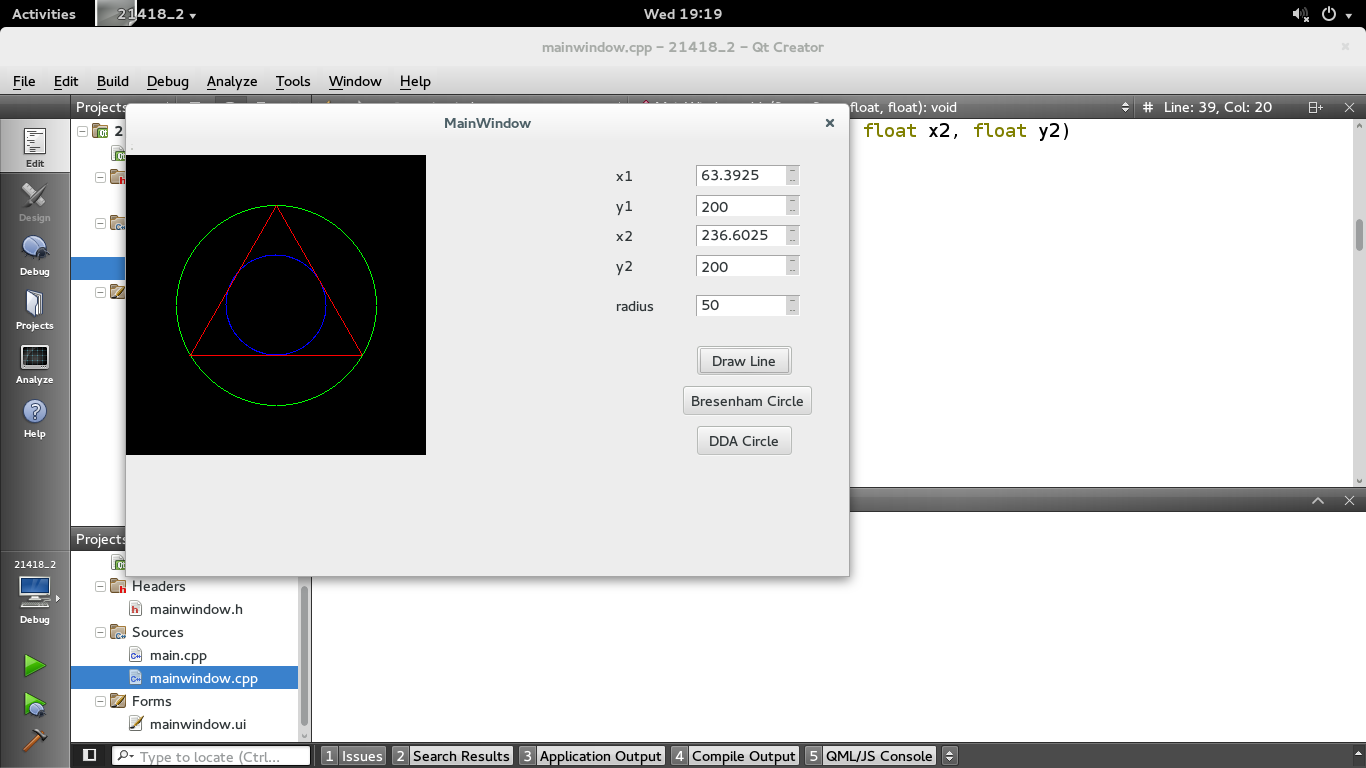 Activities 21418_2 Wed 19:19
mainwindow.cpp – 21418_2 – Qt Creator
File Edit Build Debug Analyze Tools Window Help
Projects float, float): void # Line: 39, Col: 20
MainWindow
2 float x2, float y2)
Edit
x1 63.3925
y1 200
x2 236.6025
y2 200
radius 50
Design
Debug
Projects
Analyze
Help
Draw Line
Bresenham Circle
DDA Circle
Projects
21418_2
Debug
Headers
mainwindow.h
Sources
main.cpp
mainwindow.cpp
Forms
mainwindow.ui
Type to locate (Ctrl... 1 Issues 2 Search Results 3 Application Output 4 Compile Output 5 QML/JS Console